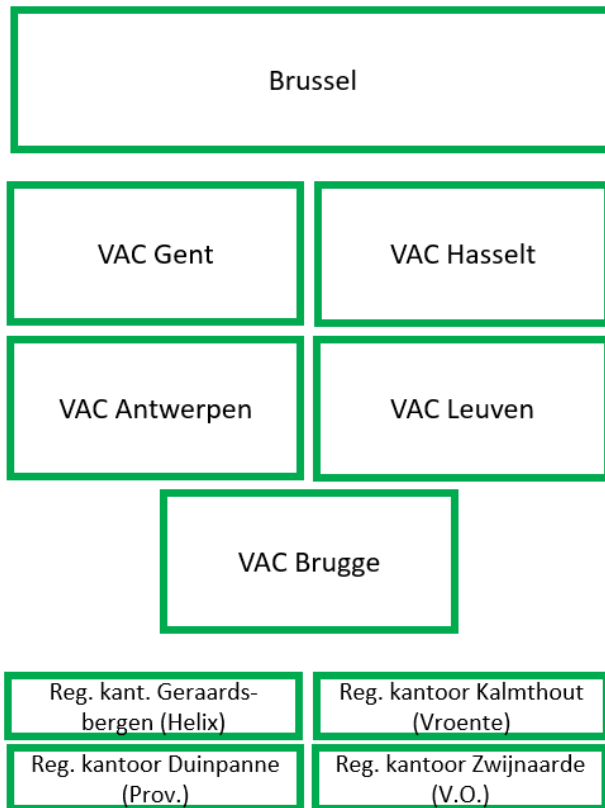 Brussel
VAC Gent
VAC Hasselt
VAC Antwerpen
VAC Leuven
VAC Brugge
Reg. kant. Geraards-
bergen (Helix)
Reg. kantoor Kalmthout
(Vroente)
Reg. kantoor Duinpanne
(Prov.)
Reg. kantoor Zwijnaarde
(V.O.)